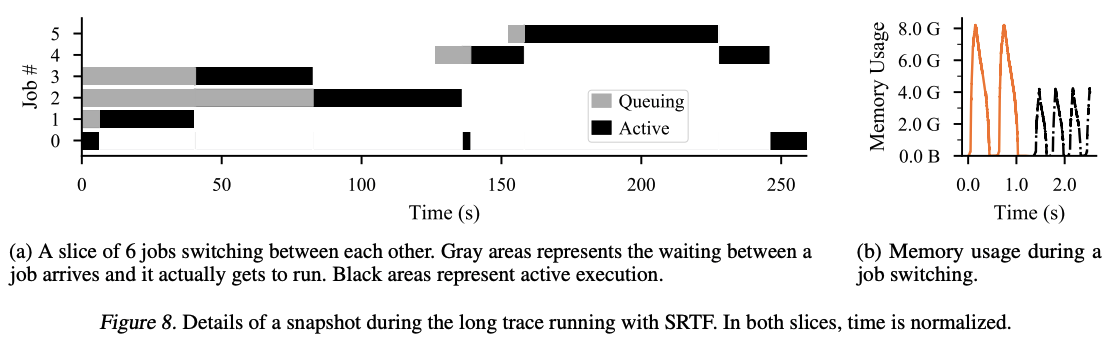 5
4
3
2
1
0
Job #
Queuing
Active
0
50
100
150
200
250
Time (s)
8.0 G
6.0 G
4.0 G
2.0 G
0.0 B
Memory Usage
0.0
1.0
2.0
Time (s)
(a) A slice of 6 jobs switching between each other. Gray areas represents the waiting between a
job arrives and it actually gets to run. Black areas represent active execution.
(b) Memory usage during a
job switching.
Figure 8. Details of a snapshot during the long trace running with SRTF. In both slices, time is normalized.